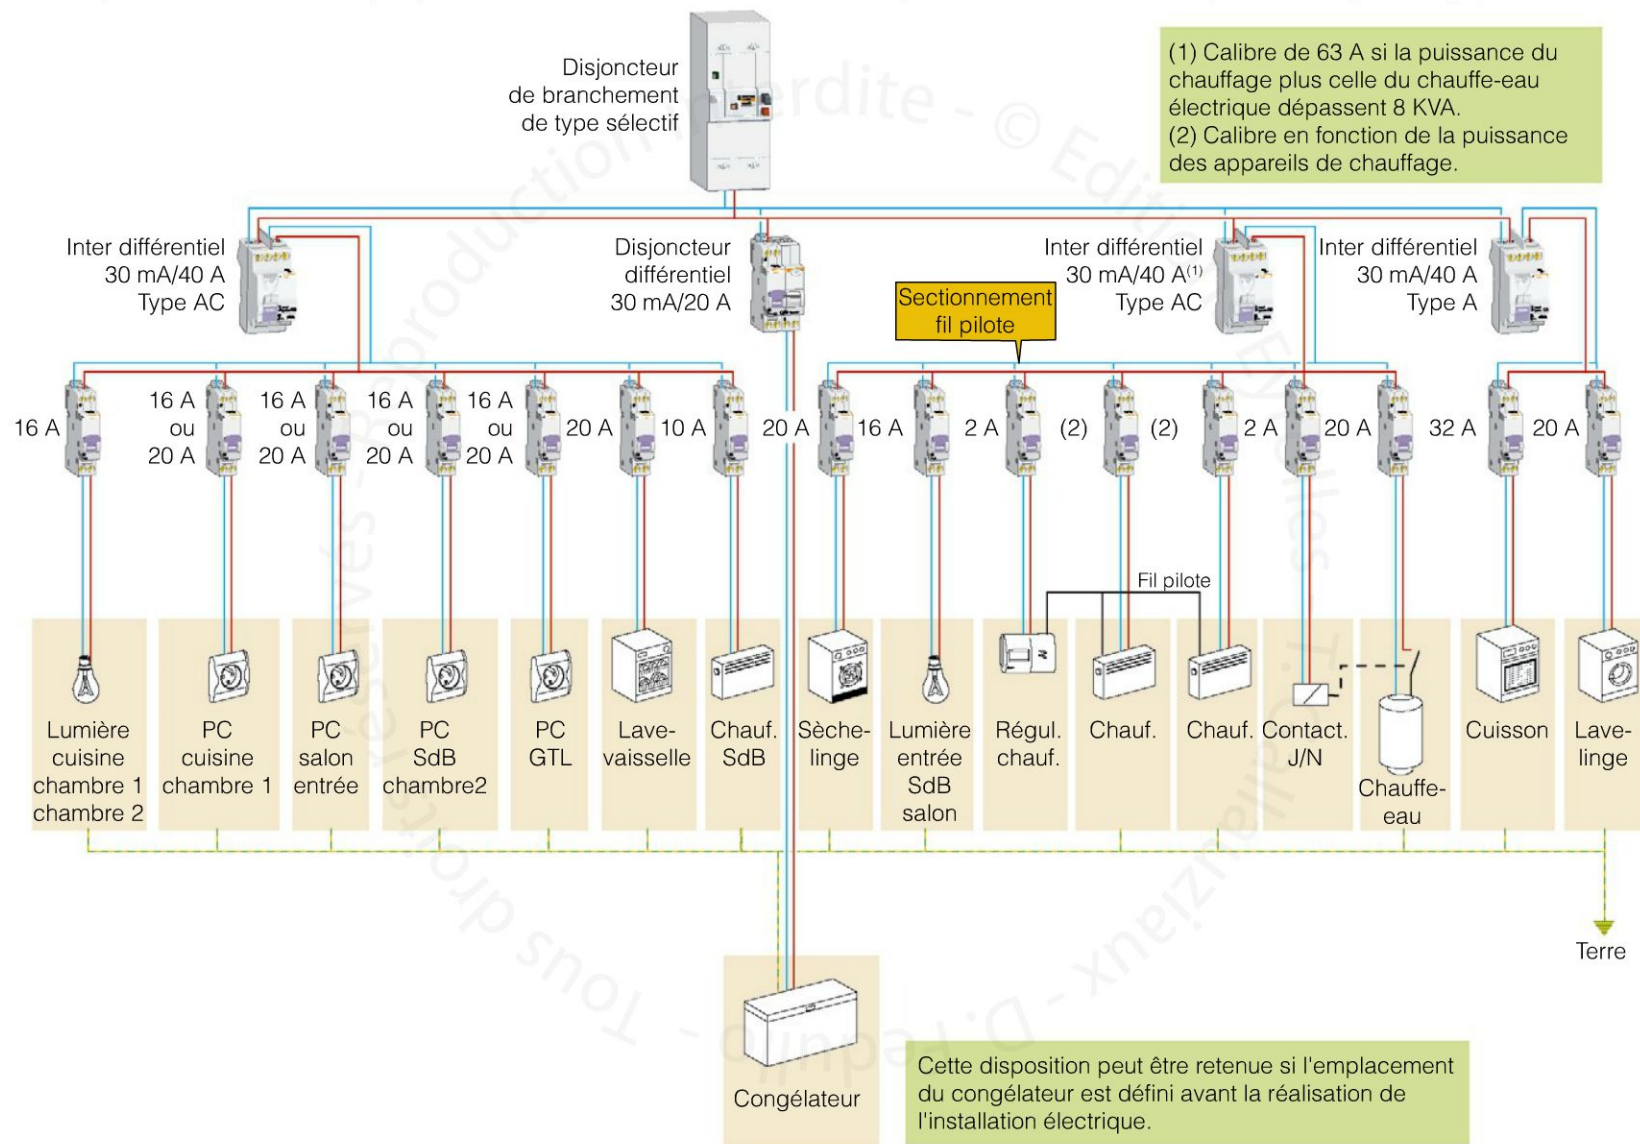 Disjoncteur
de branchement
de type sélectif
(1) Calibre de 63 A si la puissance du
chauffage plus celle du chauffe-eau
électrique dépassent 8 KVA.
(2) Calibre en fonction de la puissance
des appareils de chauffage.
Inter différentiel
30 mA/40 A
Type AC
Disjoncteur
différentiel
30 mA/20 A
Sectionnement
fil pilote
Inter différentiel
30 mA/40 A(1)
Type AC
Inter différentiel
30 mA/40 A
Type A
16 A
16 A
ou
20 A
16 A
ou
20 A
16 A
ou
20 A
16 A
ou
20 A
20 A
10 A
20 A
16 A
2 A
(2)
(2)
2 A
20 A
32 A
20 A
Fil pilote
Lumière
cuisine
chambre 1
chambre 2
PC
cuisine
chambre 1
PC
salon
entrée
PC
SdB
chambre2
PC
GTL
Lave-
vaisselle
Chauf.
SdB
Sèche-
linge
Lumière
entrée
SdB
salon
Régul.
chauf.
Chauf.
Chauf.
Contact.
J/N
Chauffe-
eau
Cuisson
Lave-
linge
Terre
Congélateur
Cette disposition peut être retenue si l'emplacement
du congélateur est défini avant la réalisation de
l'installation électrique.
Tous droits réservés - Reproduction interdite - © Editions Eyrolles